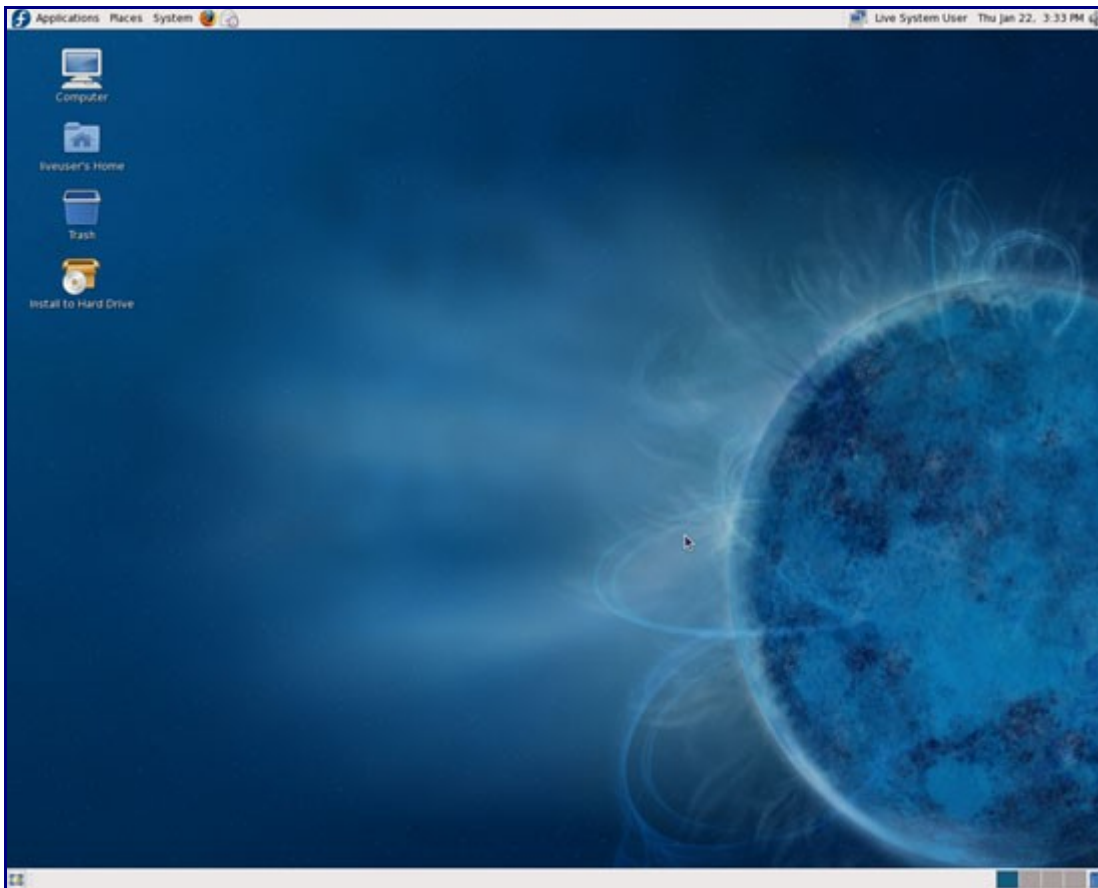 Applications Places System
Live System User Thu Jan 22, 3:33 PM
Computer
liveuser's Home
Trash
Install to Hard Drive